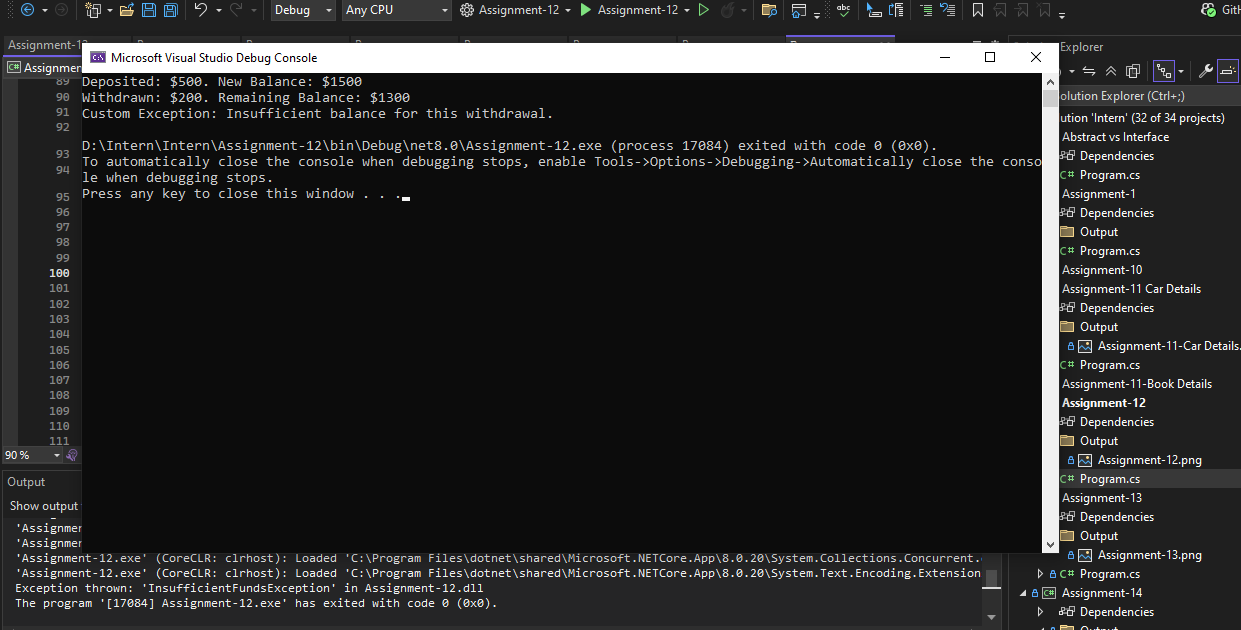 Debug
Any CPU
Assignment-12
Assignment-12
abc
Assignment-1
Explorer
C# Assignmen
Microsoft Visual Studio Debug Console
Deposited: $500. New Balance: $1500
Withdrawn: $200. Remaining Balance: $1300
Custom Exception: Insufficient balance for this withdrawal.
D:\Intern\Intern\Assignment-12\bin\Debug\net8.0\Assignment-12.exe (process 17084) exited with code 0 (0x0).
To automatically close the console when debugging stops, enable Tools->Options->Debugging->Automatically close the conso
le when debugging stops.
Press any key to close this window . . .
89
90
91
92
93
94
95
96
97
98
99
100
101
102
103
104
105
106
107
108
109
110
111
90 %
olution Explorer (Ctrl+;)
ution 'Intern' (32 of 34 projects)
Abstract vs Interface
Dependencies
C# Program.cs
Assignment-1
Dependencies
Output
C# Program.cs
Assignment-10
Assignment-11 Car Details
Dependencies
Output
Assignment-11-Car Details.
C# Program.cs
Assignment-11-Book Details
Assignment-12
Dependencies
Output
Assignment-12.png
C# Program.cs
Assignment-13
Dependencies
Output
Assignment-13.png
C# Program.cs
C# Assignment-14
Dependencies
Output
Output
Show output
'Assignmen
'Assignmen
'Assignment-12.exe' (CoreCLR: clrhost): Loaded 'C:\Program Files\dotnet\shared\Microsoft.NETCore.App\8.0.20\System.Collections.Concurrent.
'Assignment-12.exe' (CoreCLR: clrhost): Loaded 'C:\Program Files\dotnet\shared\Microsoft.NETCore.App\8.0.20\System.Text.Encoding.Extension
Exception thrown: 'InsufficientFundsException' in Assignment-12.dll
The program '[17084] Assignment-12.exe' has exited with code 0 (0x0).